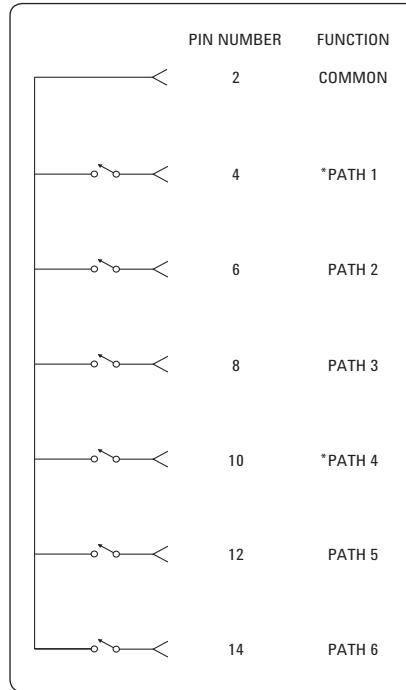 PIN NUMBER FUNCTION
2 COMMON
4 *PATH 1
6 PATH 2
8 PATH 3
10 *PATH 4
12 PATH 5
14 PATH 6